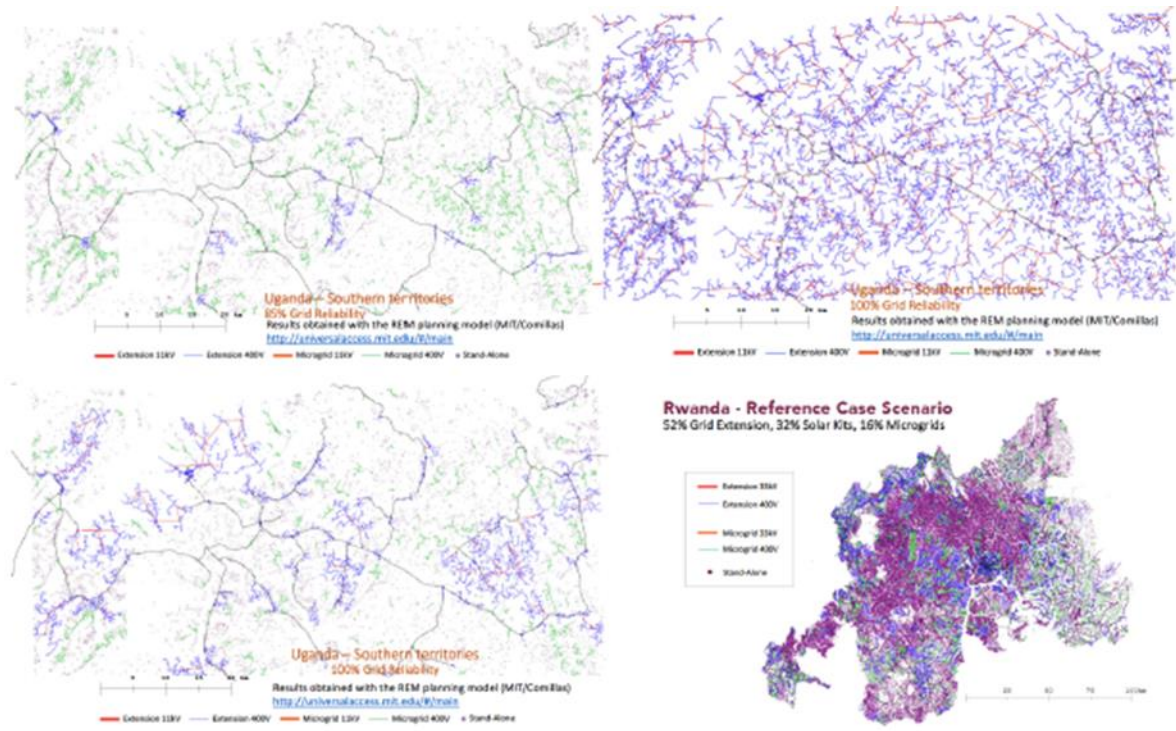 Uganda – Southern territories
85% Grid Reliability
Results obtained with the REM planning model (MIT/Comillas)
http://universalaccess.mit.edu/#/main
Extension 11kV Extension 400V Microgrid 11kV Microgrid 400V Stand-Alone
Uganda – Southern territories
100% Grid Reliability
5 10 15 20 km
Results obtained with the REM planning model (MIT/Comillas)
http://universalaccess.mit.edu/#/main
Extension 11kV Extension 400V Microgrid 11kV Microgrid 400V Stand-Alone
Uganda – Southern territories
100% Grid Reliability
Results obtained with the REM planning model (MIT/Comillas)
http://universalaccess.mit.edu/#/main
Extension 11kV Extension 400V Microgrid 11kV Microgrid 400V Stand-Alone
Rwanda - Reference Case Scenario
52% Grid Extension, 32% Solar Kits, 16% Microgrids
Extension 33kV
Extension 400V
Microgrid 33kV
Microgrid 400V
Stand-Alone